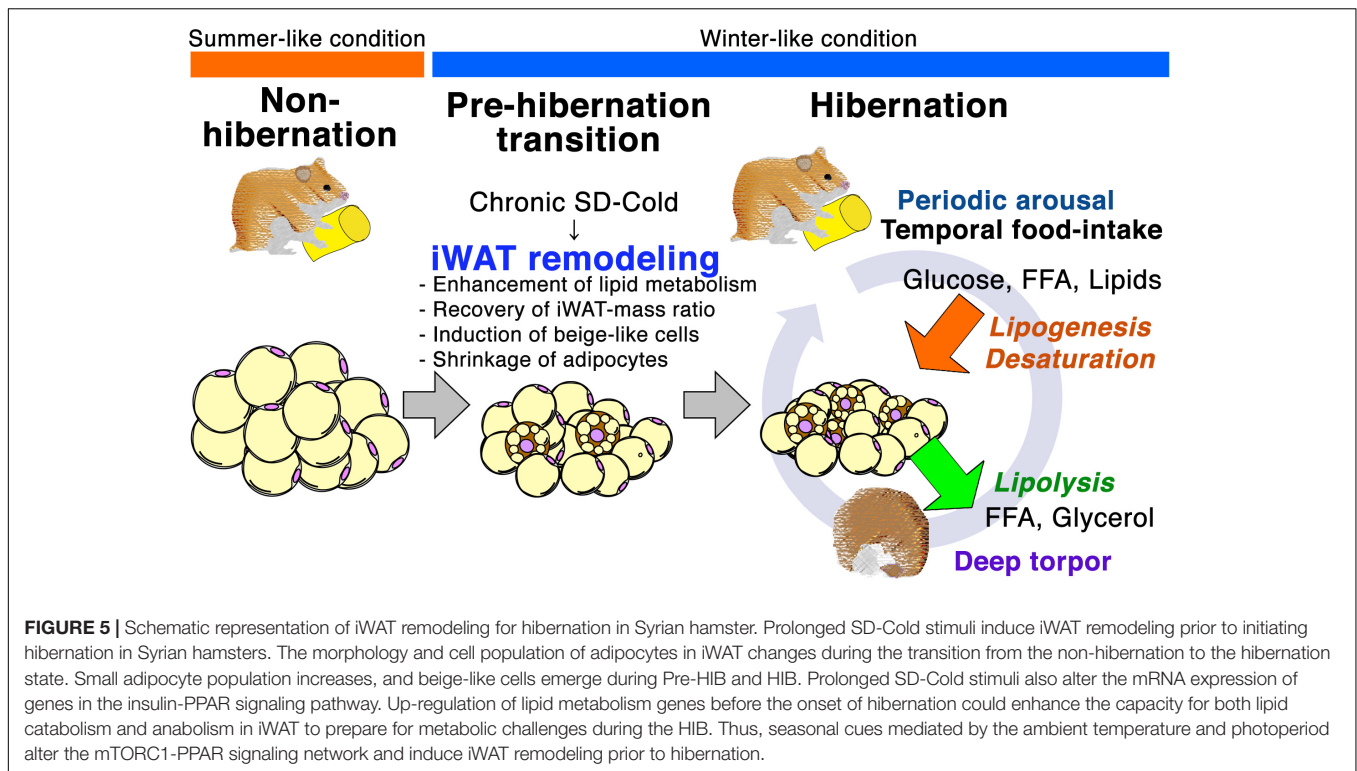 Summer-like condition
Winter-like condition
Non-
hibernation
Pre-hibernation
transition
Hibernation
Chronic SD-Cold
↓
iWAT remodeling
- Enhancement of lipid metabolism
- Recovery of iWAT-mass ratio
- Induction of beige-like cells
- Shrinkage of adipocytes
Periodic arousal
Temporal food-intake
Glucose, FFA, Lipids
Lipogenesis
Desaturation
Lipolysis
FFA, Glycerol
Deep torpor
FIGURE 5 | Schematic representation of iWAT remodeling for hibernation in Syrian hamster. Prolonged SD-Cold stimuli induce iWAT remodeling prior to initiating
hibernation in Syrian hamsters. The morphology and cell population of adipocytes in iWAT changes during the transition from the non-hibernation to the hibernation
state. Small adipocyte population increases, and beige-like cells emerge during Pre-HIB and HIB. Prolonged SD-Cold stimuli also alter the mRNA expression of
genes in the insulin-PPAR signaling pathway. Up-regulation of lipid metabolism genes before the onset of hibernation could enhance the capacity for both lipid
catabolism and anabolism in iWAT to prepare for metabolic challenges during the HIB. Thus, seasonal cues mediated by the ambient temperature and photoperiod
alter the mTORC1-PPAR signaling network and induce iWAT remodeling prior to hibernation.